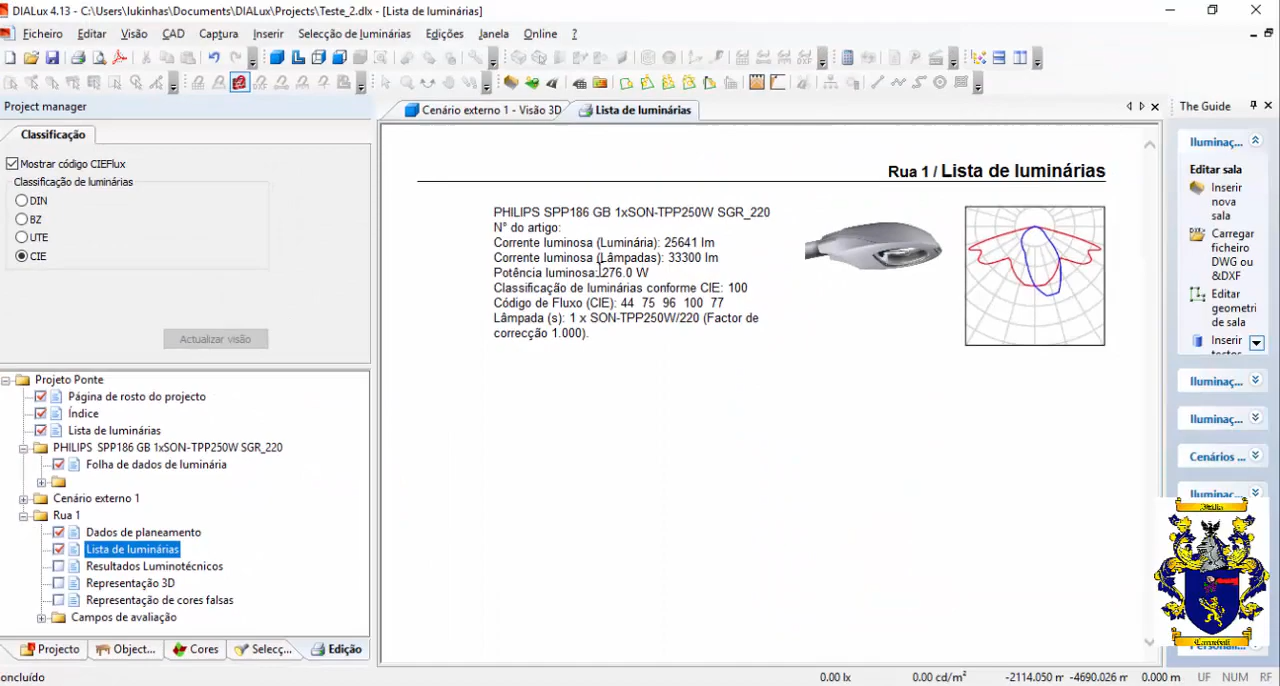 DIALux 4.13 - C:\Users\lukinhas\Documents\DIALux\Projects\Teste_2.dlx - [Lista de luminárias]
Ficheiro Editar Visão CAD Captura Inserir Selecção de luminárias Edições Janela Online ?
Project manager
Classificação
Mostrar código CIEFlux
Classificação de luminárias
DIN
BZ
UTE
CIE
Actualizar visão
Projeto Ponte
Página de rosto do projecto
Índice
Lista de luminárias
PHILIPS SPP186 GB 1xSON-TPP250W SGR_220
Folha de dados de luminária
Cenário externo 1
Rua 1
Dados de planeamento
Lista de luminárias
Resultados Luminotécnicos
Representação 3D
Representação de cores falsas
Campos de avaliação
Projeto Object... Cores Selecç... Edição
Cenário externo 1 - Visão 3D Lista de luminárias
Rua 1 / Lista de luminárias
PHILIPS SPP186 GB 1xSON-TPP250W SGR_220
N° do artigo:
Corrente luminosa (Luminária): 25641 lm
Corrente luminosa (Lâmpadas): 33300 lm
Potência luminosa: 276.0 W
Classificação de luminárias conforme CIE: 100
Código de Fluxo (CIE): 44 75 96 100 77
Lâmpada (s): 1 x SON-TPP250W/220 (Factor de
correcção 1.000).
The Guide
Iluminaç...
Editar sala
Inserir
nova
sala
Carregar
ficheiro
DWG ou
&DXF
Editar
geometri
de sala
Inserir
textos
Iluminaç...
Iluminaç...
Cenários ...
Iluminaç...
oncluído
0.00 lx 0.00 cd/m² -2114.050 rr -4690.026 rr 0.000 m UF NUM RF